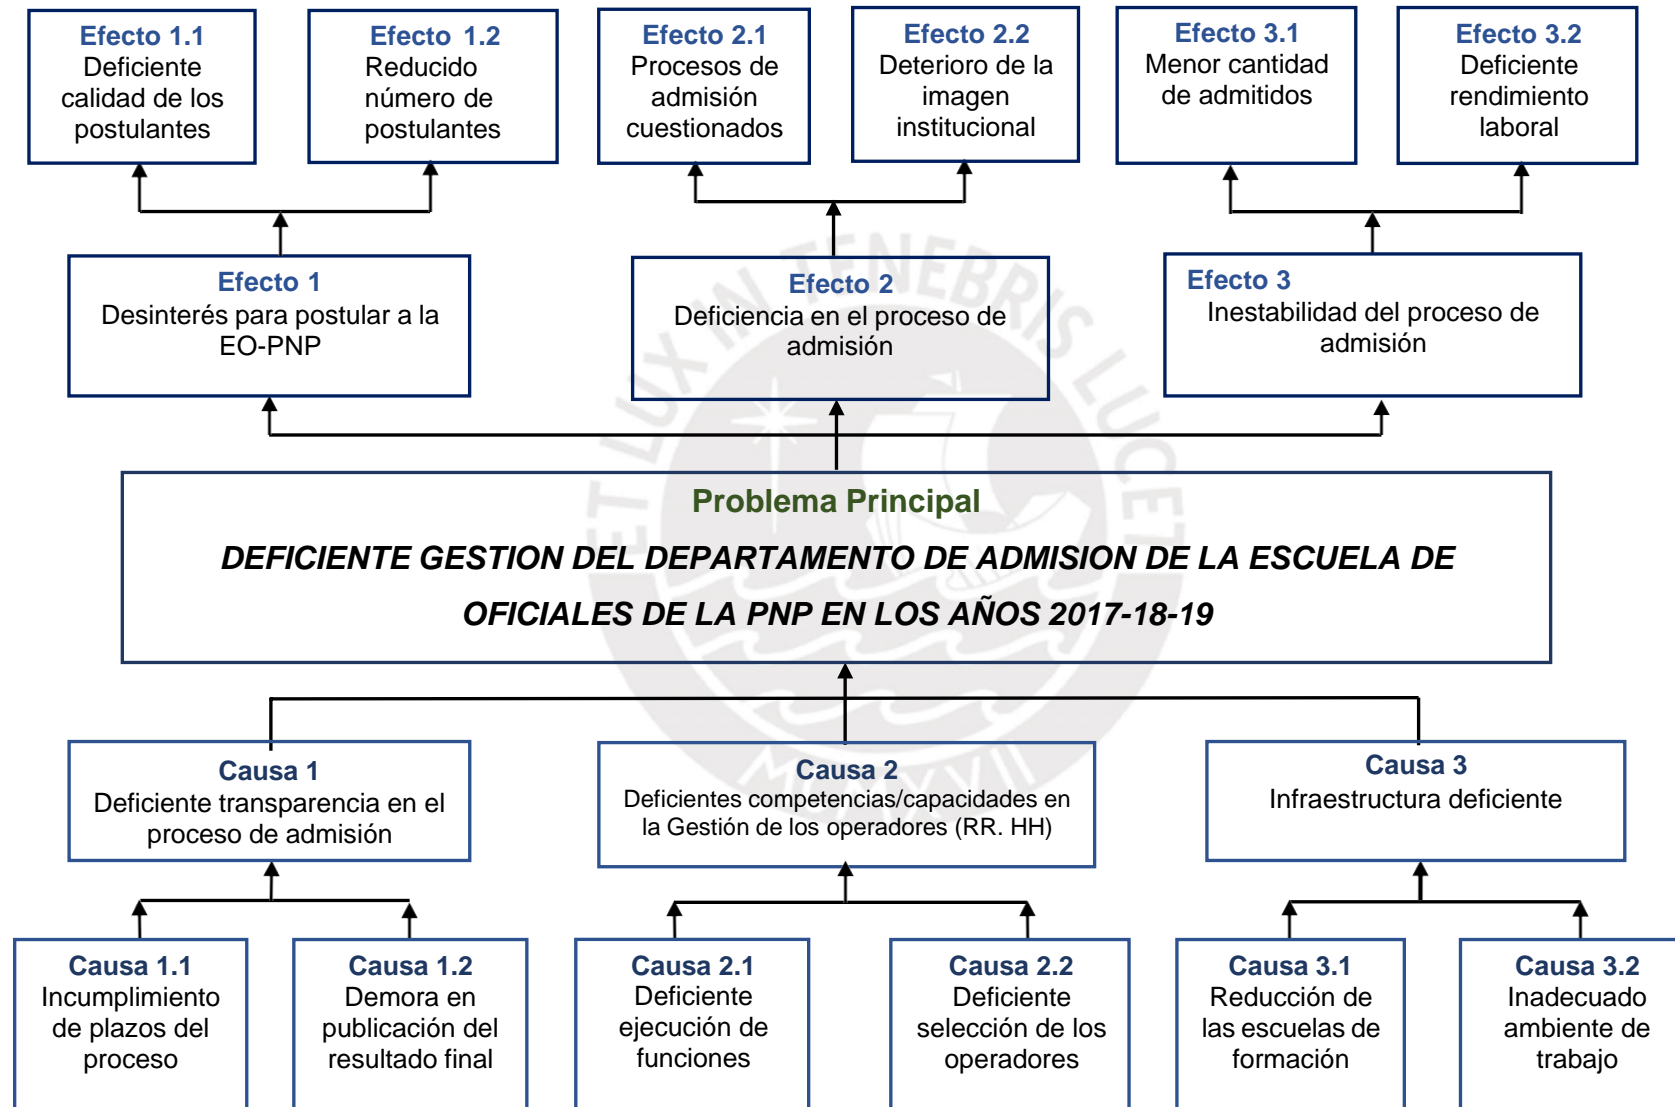 Efecto 1.1
Deficiente
calidad de los
postulantes
Efecto 1.2
Reducido
número de
postulantes
Efecto 2.1
Procesos de
admisión
cuestionados
Efecto 2.2
Deterioro de la
imagen
institucional
Efecto 3.1
Menor cantidad
de admitidos
Efecto 3.2
Deficiente
rendimiento
laboral
Efecto 1
Desinterés para postular a la
EO-PNP
Efecto 2
Deficiencia en el proceso de
admisión
Efecto 3
Inestabilidad del proceso de
admisión
Problema Principal
DEFICIENTE GESTION DEL DEPARTAMENTO DE ADMISION DE LA ESCUELA DE
OFICIALES DE LA PNP EN LOS AÑOS 2017-18-19
Causa 1
Deficiente transparencia en el
proceso de admisión
Causa 2
Deficientes competencias/capacidades en
la Gestión de los operadores (RR. HH)
Causa 3
Infraestructura deficiente
Causa 1.1
Incumplimiento
de plazos del
proceso
Causa 1.2
Demora en
publicación del
resultado final
Causa 2.1
Deficiente
ejecución de
funciones
Causa 2.2
Deficiente
selección de los
operadores
Causa 3.1
Reducción de
las escuelas de
formación
Causa 3.2
Inadecuado
ambiente de
trabajo
ET LUX IN TENEBRIS LUCET
MCMXVII